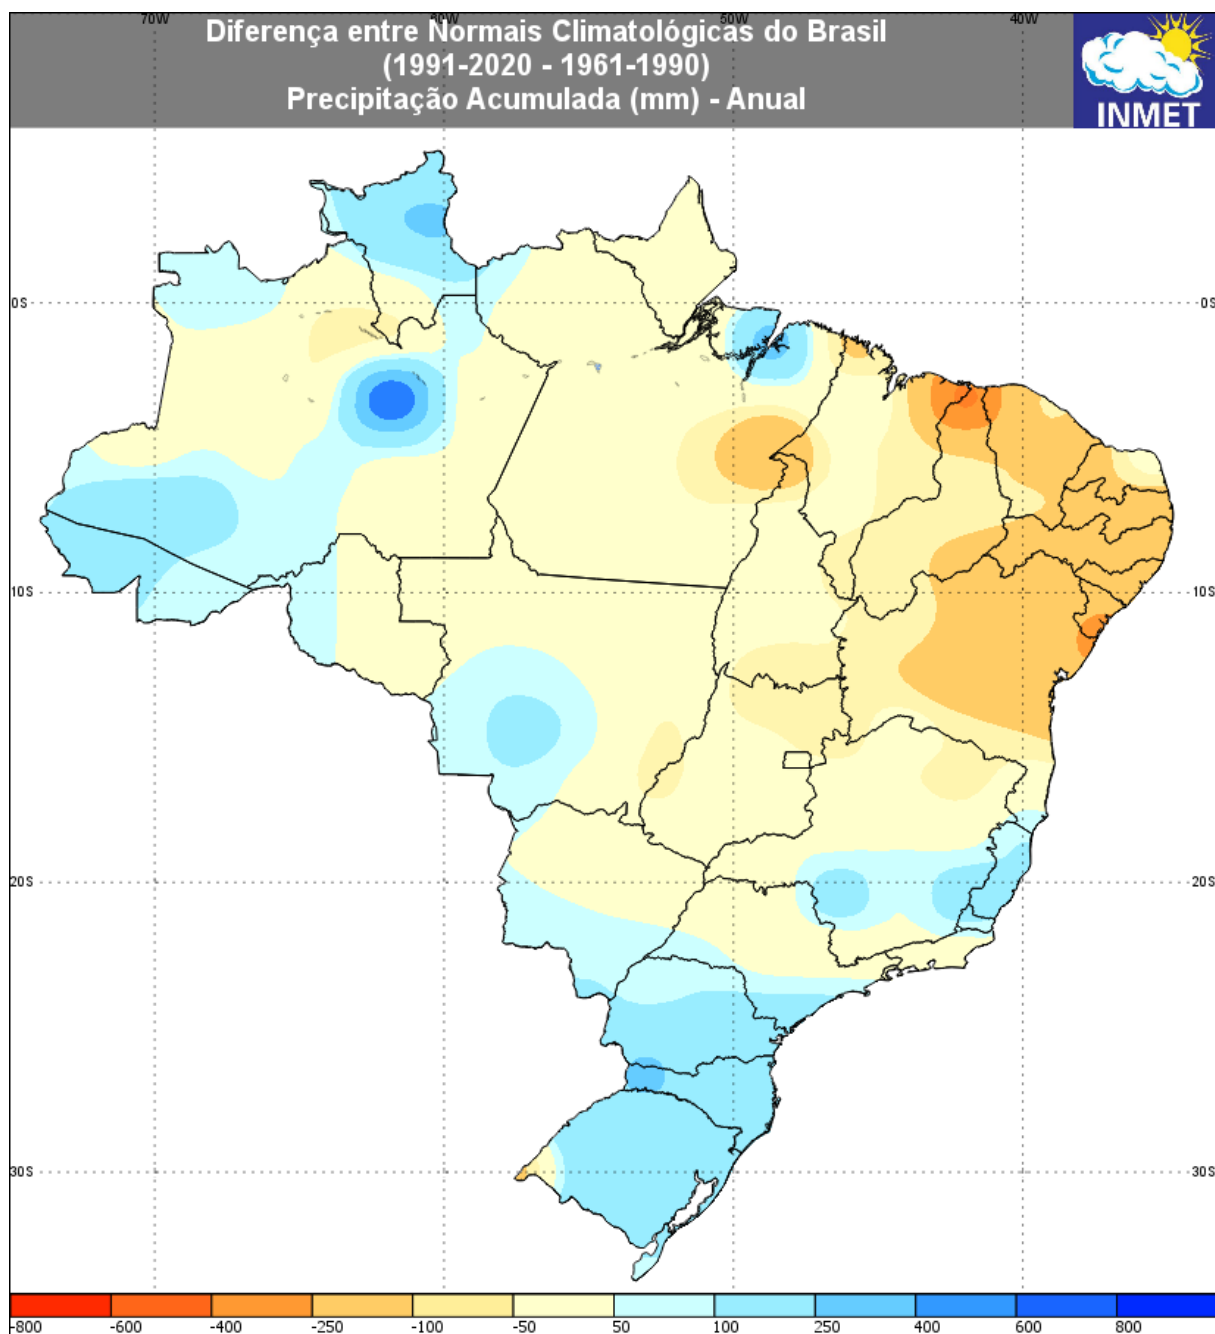 70W 60W 50W 40W
Diferença entre Normais Climatológicas do Brasil
(1991-2020 - 1961-1990)
Precipitação Acumulada (mm) - Anual
INMET
0S 0S
10S 10S
20S 20S
30S 30S
-800 -600 -400 -250 -100 -50 50 100 250 400 600 800